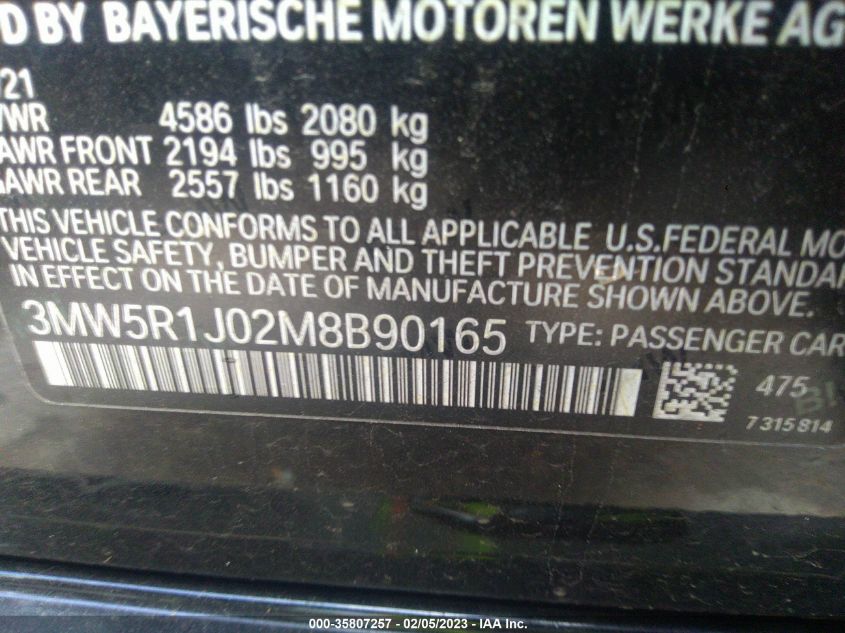 D BY BAYERISCHE MOTOREN WERKE AG
21
WR 4586 lbs 2080 kg
AWR FRONT 2194 lbs 995 kg
AWR REAR 2557 lbs 1160 kg
THIS VEHICLE CONFORMS TO ALL APPLICABLE U.S.FEDERAL MO
VEHICLE SAFETY, BUMPER AND THEFT PREVENTION STANDA
IN EFFECT ON THE DATE OF MANUFACTURE SHOWN ABOVE.
3MW5R1J02M8B90165 TYPE: PASSENGER CAR
475
7315814
000-35807257 - 02/05/2023 - IAA Inc.